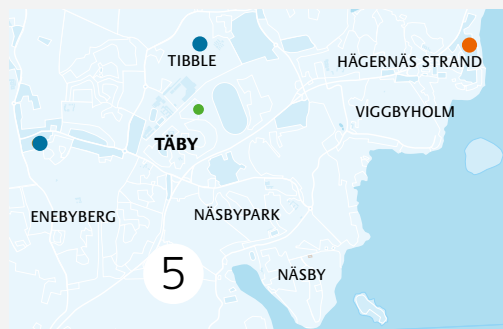 TIBBLE
HÄGERNÄS STRAND
VIGGBYHOLM
TÄBY
ENEBYBERG
NÄSBYPARK
5
NÄSBY